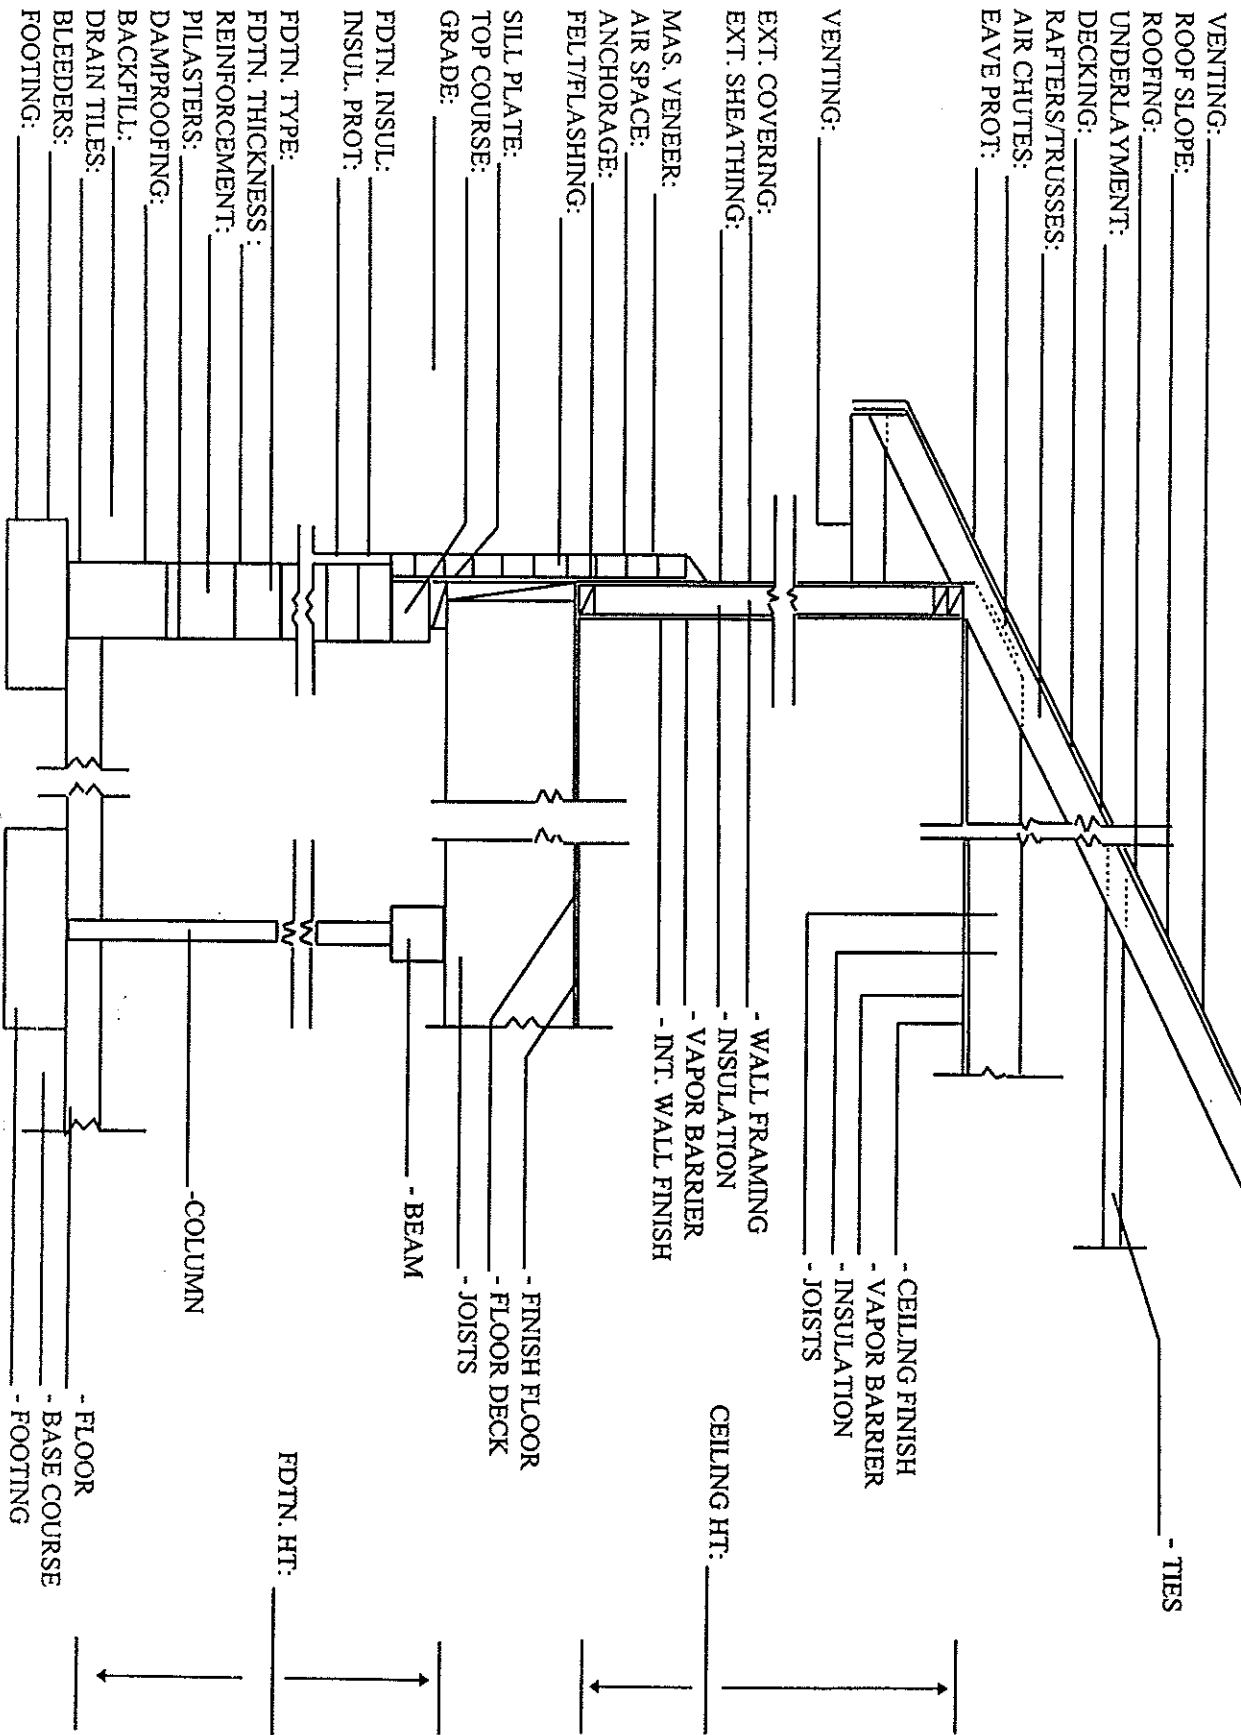 VENTING:
ROOF SLOPE:
ROOFING:
UNDERLAYMENT:
DECKING:
RAFTERS/TRUSSES:
AIR CHUTES:
EAVE PROT:
VENTING:
EXT. COVERING:
EXT. SHEATHING:
MAS. VENEER:
AIR SPACE:
ANCHORAGE:
FELT/FLASHING:
SILL PLATE:
TOP COURSE:
GRADE:
FDTN. INSUL:
INSUL. PROT:
FDTN. TYPE:
FDTN. THICKNESS :
REINFORCEMENT:
PILASTERS:
DAMPROOFING:
BACKFILL:
DRAIN TILES:
BLEEDERS:
FOOTING:
- TIES
- CEILING FINISH
- VAPOR BARRIER
- INSULATION
- JOISTS
- WALL FRAMING
- INSULATION
- VAPOR BARRIER
- INT. WALL FINISH
- FINISH FLOOR
- FLOOR DECK
- JOISTS
- BEAM
-COLUMN
- FLOOR
- BASE COURSE
- FOOTING
CEILING HT:
FDTN. HT: